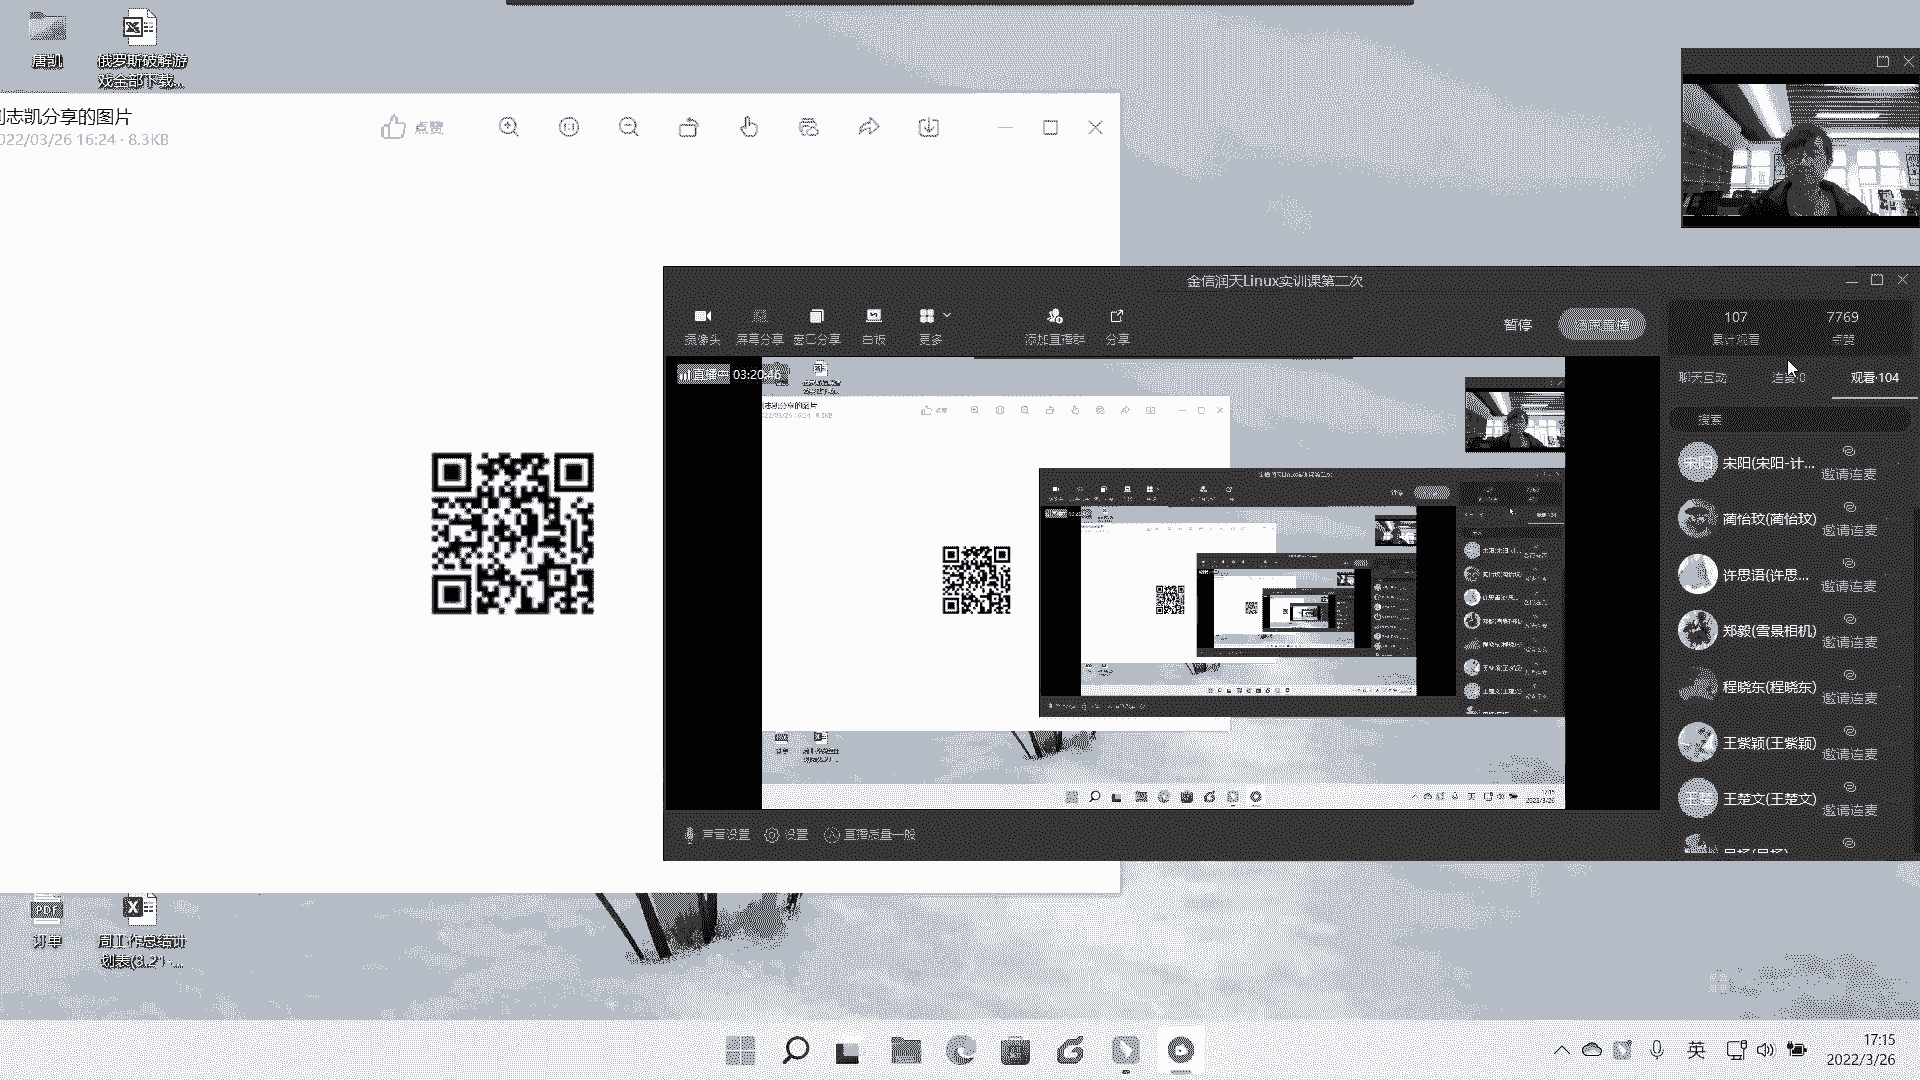 唐凯
俄罗斯破解游
戏全部下载...
志凯分享的图片
022/03/26 16:24 · 8.3KB
点赞
金信润天Linux实训课第二次
摄像头
屏幕分享
窗口分享
白板
更多
添加直播群
分享
暂停
结束直播
107
累计观看
7769
点赞
直播中 03:20:46
聊天互动
连麦·0
观看·104
搜索
宋阳
宋阳(宋阳-计...
邀请连麦
蔺怡玟(蔺怡玟)
邀请连麦
许思语(许思...
邀请连麦
郑毅(雪景相机)
邀请连麦
程晓东(程晓东)
邀请连麦
王紫颖(王紫颖)
邀请连麦
王楚文(王楚文)
邀请连麦
声音设置
设置
直播质量一般
PDF
订单
周工作总结计
划表(3.21-...
英
17:15
2022/3/26